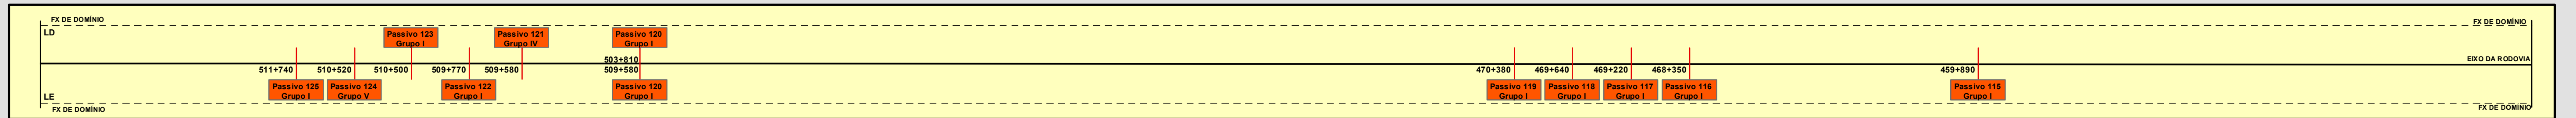 FX DE DOMÍNIO
FX DE DOMÍNIO
LD
Passivo 123
Grupo I
Passivo 121
Grupo IV
Passivo 120
Grupo I
503+810
EIXO DA RODOVIA
511+740
510+520
510+500
509+770
509+580
509+580
470+380
469+640
469+220
468+350
459+890
LE
Passivo 125
Grupo I
Passivo 124
Grupo V
Passivo 122
Grupo I
Passivo 120
Grupo I
Passivo 119
Grupo I
Passivo 118
Grupo I
Passivo 117
Grupo I
Passivo 116
Grupo I
Passivo 115
Grupo I
FX DE DOMÍNIO
FX DE DOMÍNIO